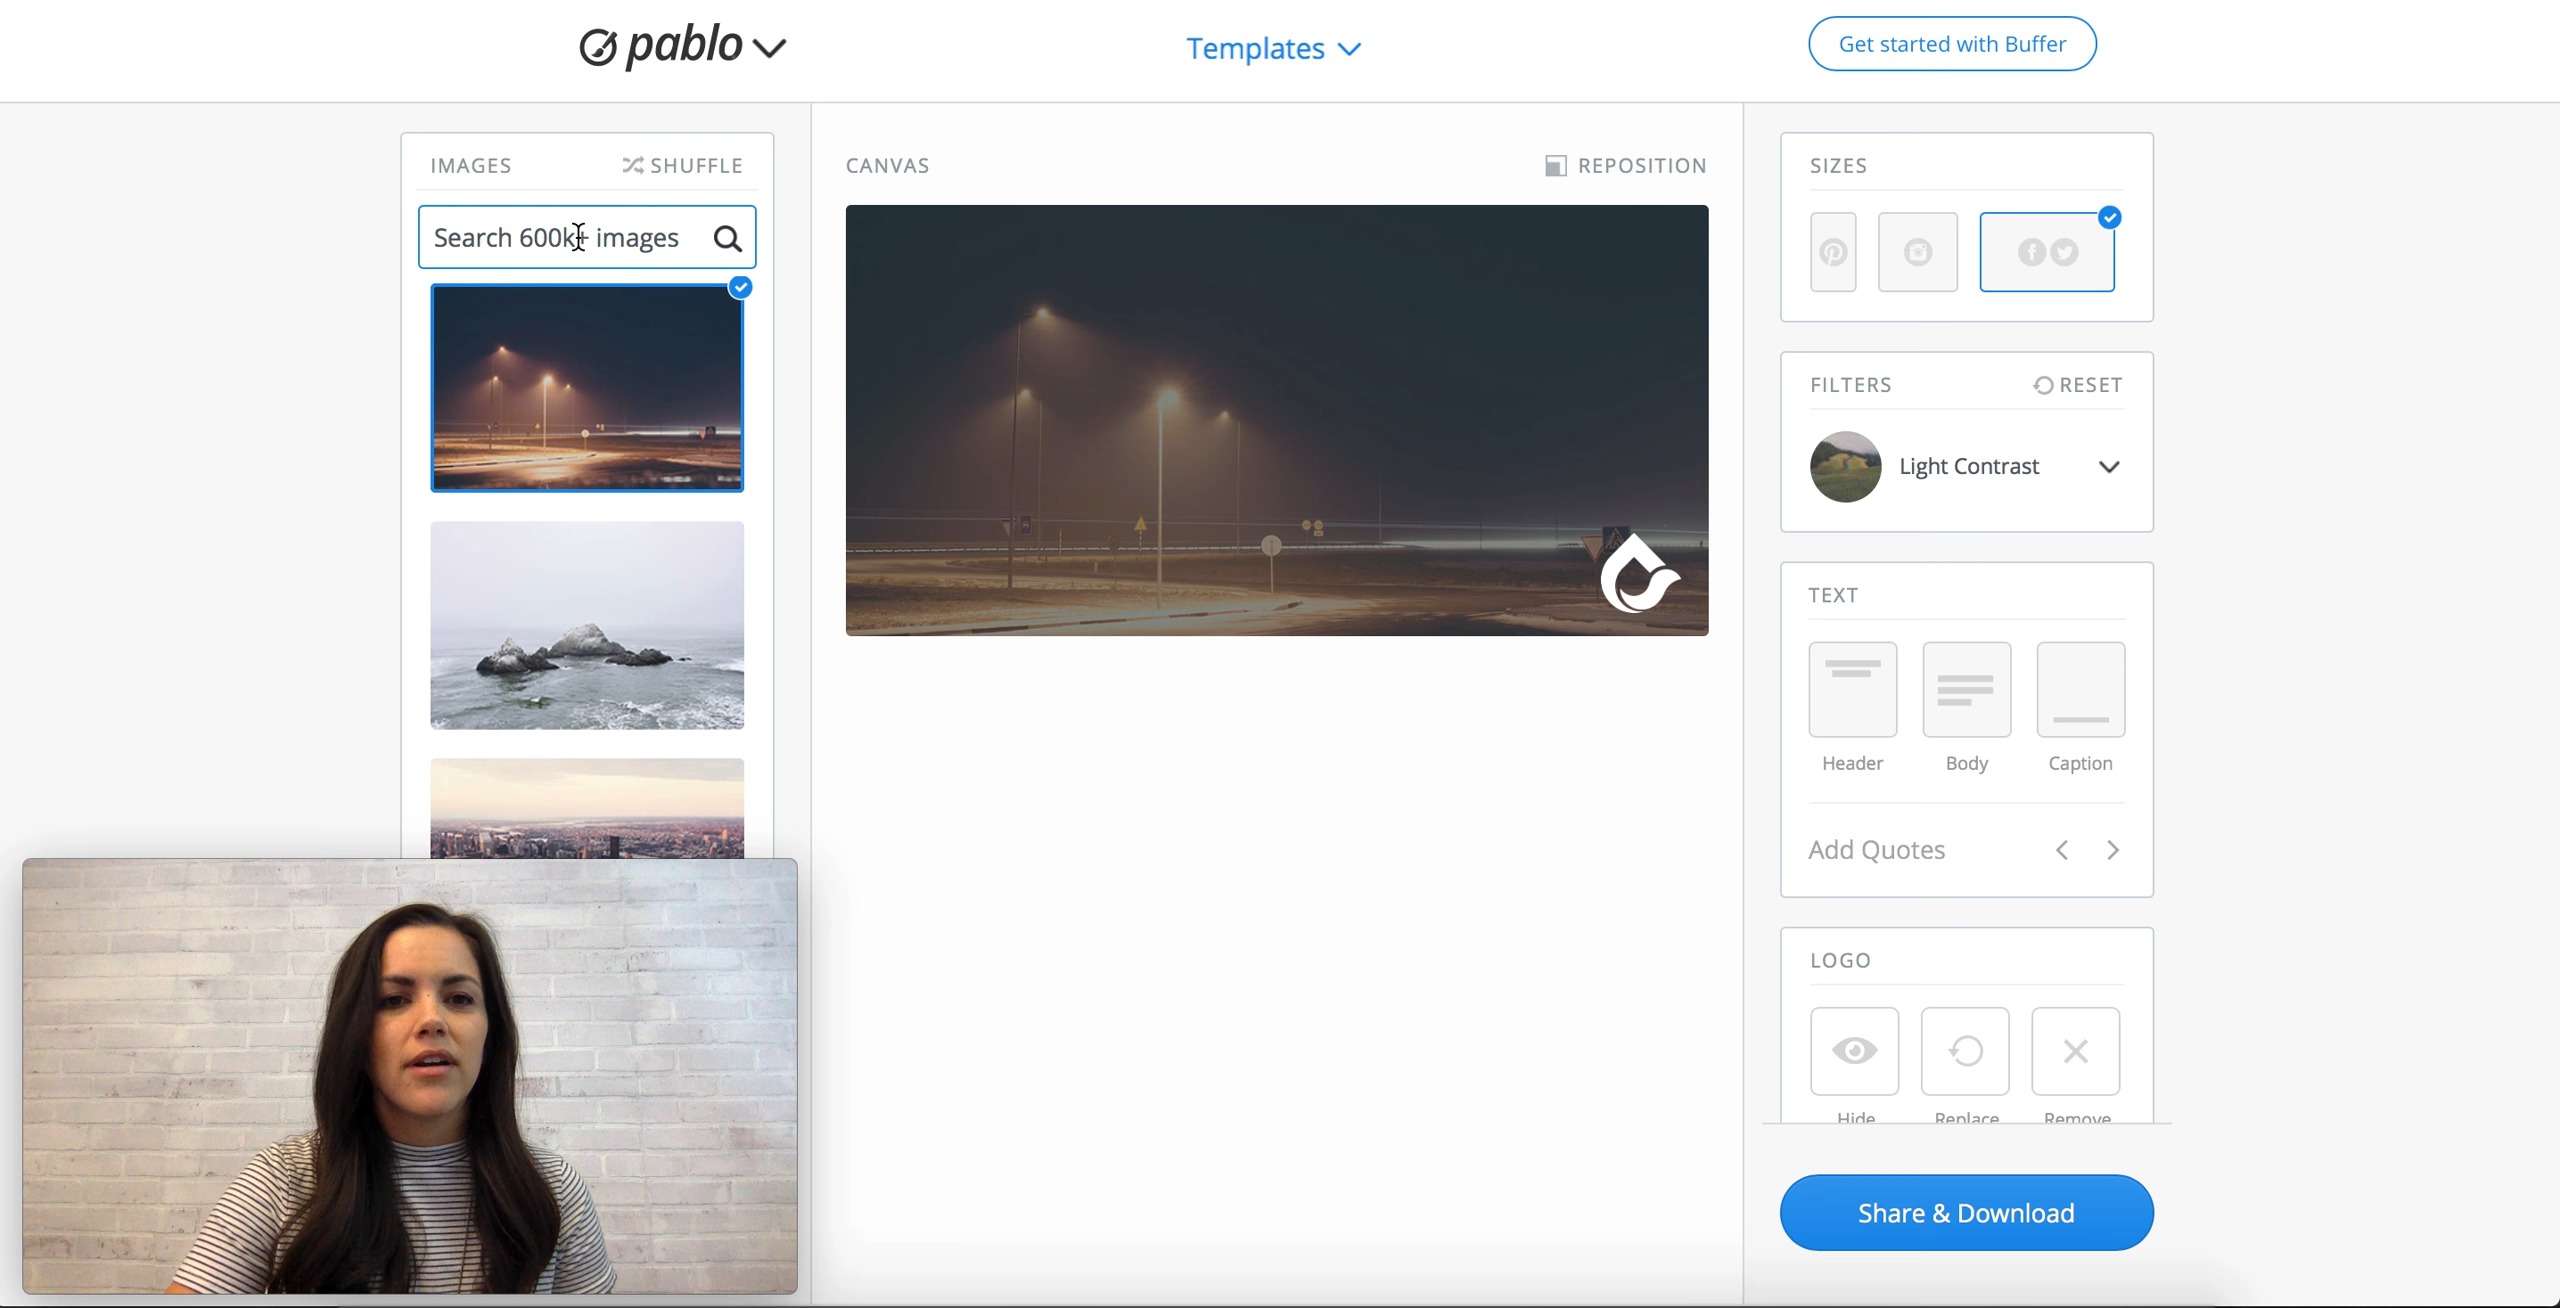 pablo
Templates
Get started with Buffer
IMAGES
SHUFFLE
Search 600k+ images
CANVAS
REPOSITION
SIZES
FILTERS
RESET
Light Contrast
TEXT
Header
Body
Caption
Add Quotes
LOGO
Hide
Replace
Remove
Share & Download